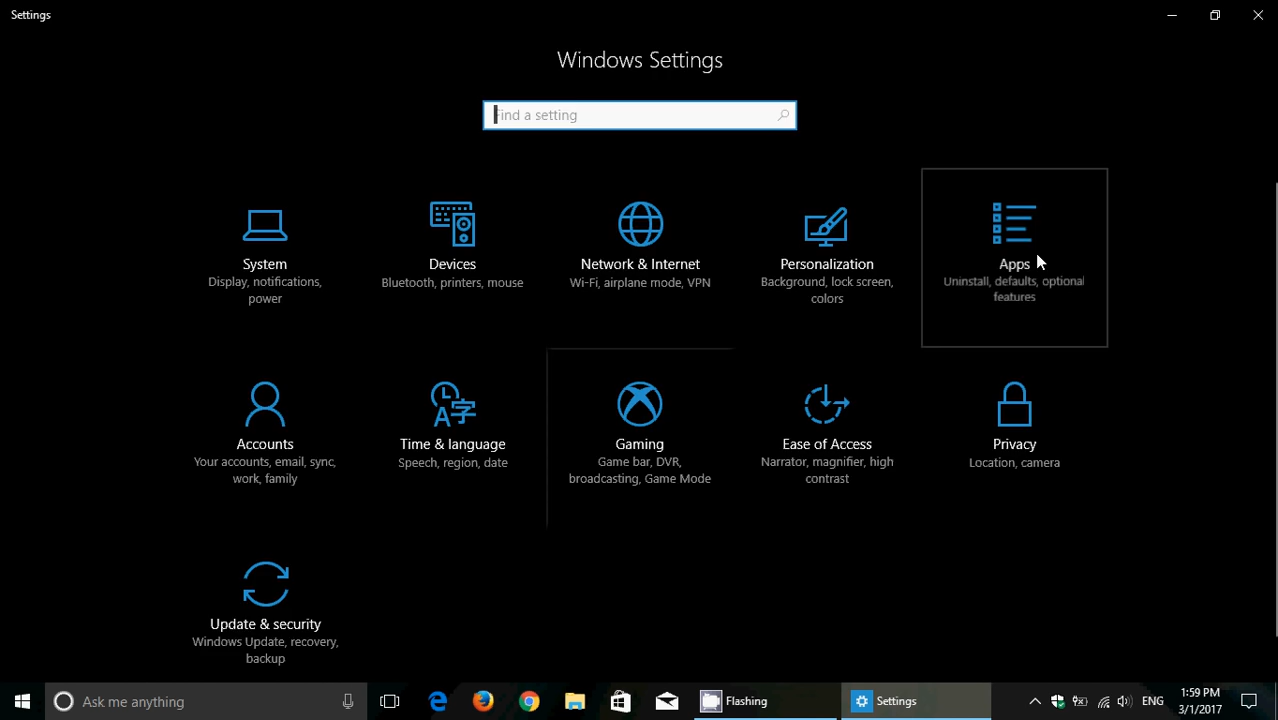 Settings
Windows Settings
Find a setting
System
Display, notifications,
power
Devices
Bluetooth, printers, mouse
Network & Internet
Wi-Fi, airplane mode, VPN
Personalization
Background, lock screen,
colors
Apps
Uninstall, defaults, optional
features
Accounts
Your accounts, email, sync,
work, family
Time & language
Speech, region, date
Gaming
Game bar, DVR,
broadcasting, Game Mode
Ease of Access
Narrator, magnifier, high
contrast
Privacy
Location, camera
Update & security
Windows Update, recovery,
backup
Ask me anything
Flashing
Settings
ENG
1:59 PM
3/1/2017